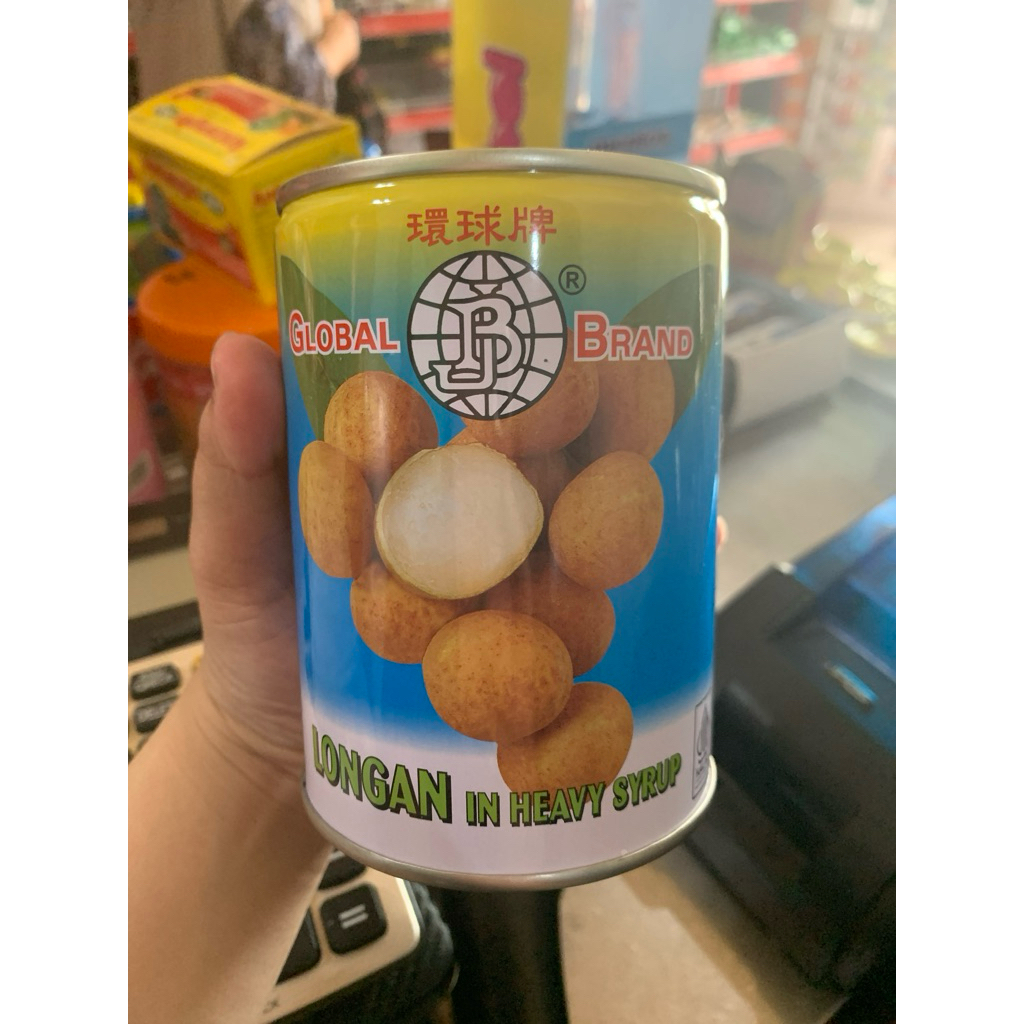 環球牌
®
GLOBAL BRAND
LONGAN IN HEAVY SYRUP
=